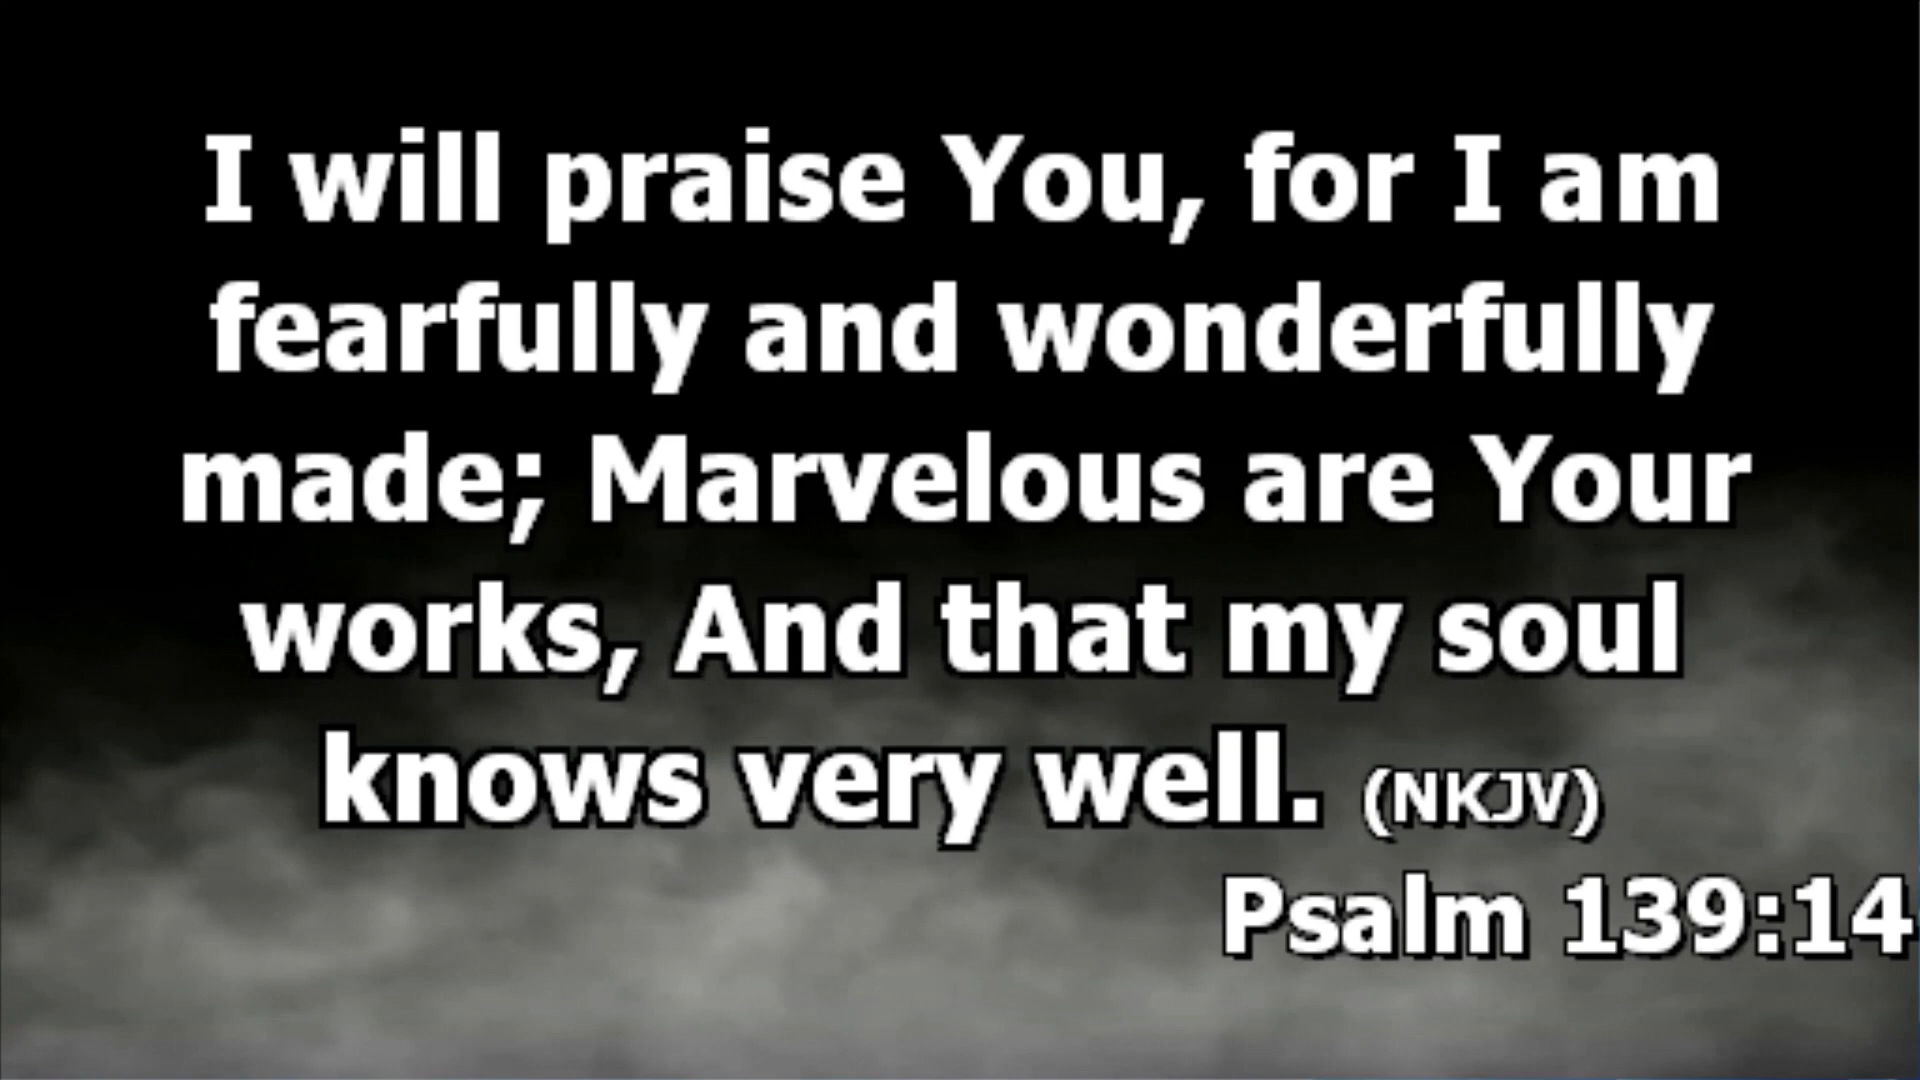 I will praise You, for I am
fearfully and wonderfully
made; Marvelous are Your
works, And that my soul
knows very well. (NKJV)
Psalm 139:14